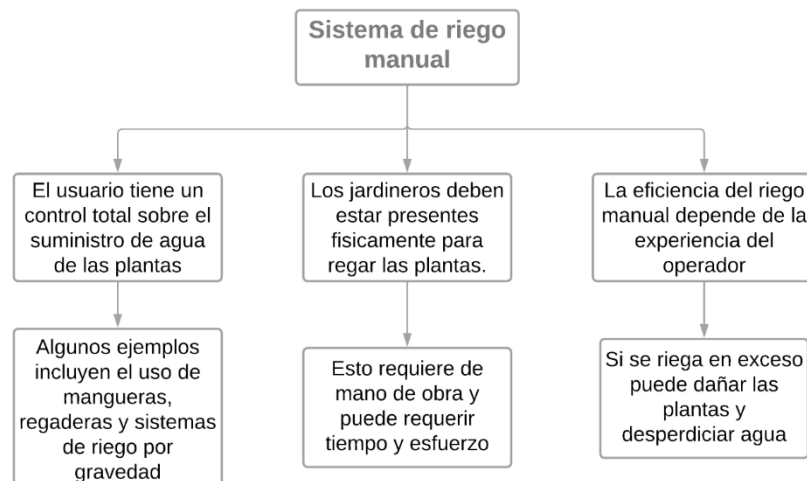 Sistema de riego
manual
El usuario tiene un
control total sobre el
suministro de agua
de las plantas
Los jardineros deben
estar presentes
fisicamente para
regar las plantas.
La eficiencia del riego
manual depende de la
experiencia del
operador
Algunos ejemplos
incluyen el uso de
mangueras,
regaderas y sistemas
de riego por
gravedad
Esto requiere de
mano de obra y
puede requerir
tiempo y esfuerzo
Si se riega en exceso
puede dañar las
plantas y
desperdiciar agua